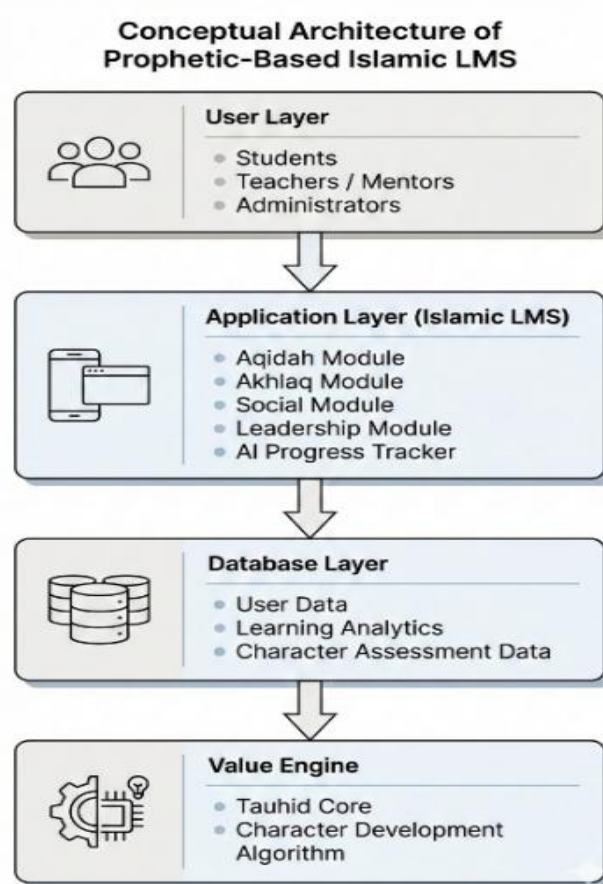 Conceptual Architecture of
Prophetic-Based Islamic LMS
User Layer
Students
Teachers / Mentors
Administrators
Application Layer (Islamic LMS)
Aqidah Module
Akhlaq Module
Social Module
Leadership Module
AI Progress Tracker
Database Layer
User Data
Learning Analytics
Character Assessment Data
Value Engine
Tauhid Core
Character Development
Algorithm